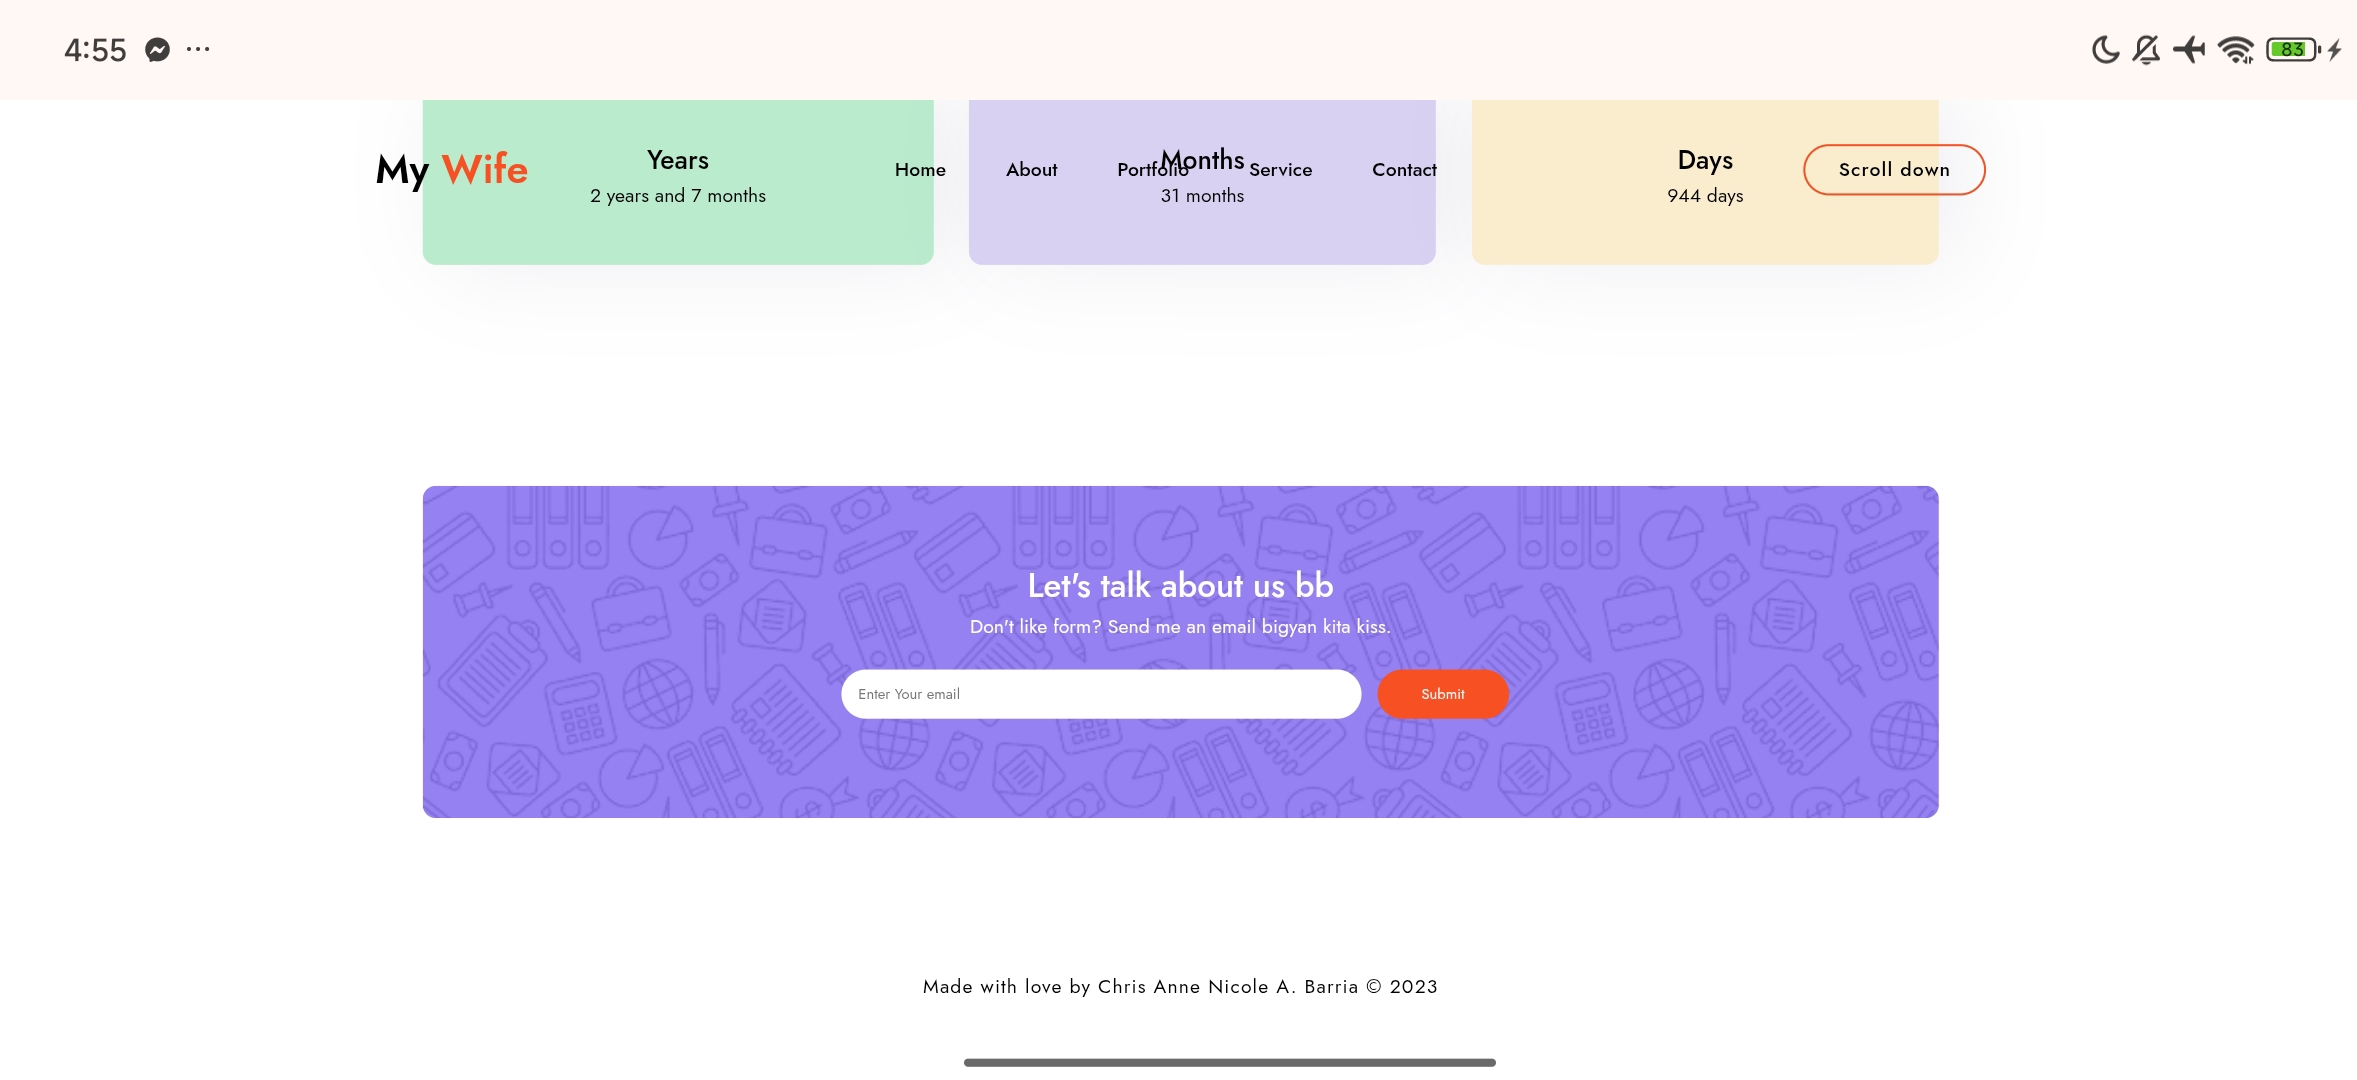 4:55
83
My Wife
Home
About
Portfolio
Service
Contact
Scroll down
Years
2 years and 7 months
Months
31 months
Days
944 days
Let's talk about us bb
Don't like form? Send me an email bigyan kita kiss.
Enter Your email
Submit
Made with love by Chris Anne Nicole A. Barria © 2023